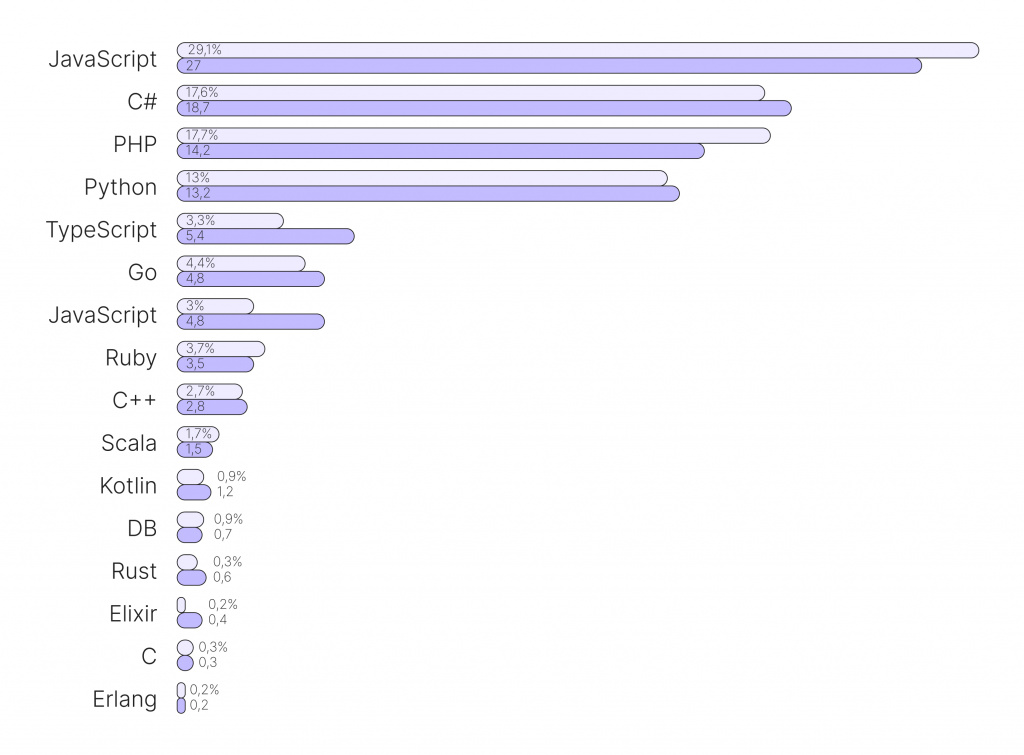 JavaScript
29,1%
27
C#
17,6%
18,7
PHP
17,7%
14,2
Python
13%
13,2
TypeScript
3,3%
5,4
Go
4,4%
4,8
JavaScript
3%
4,8
Ruby
3,7%
3,5
C++
2,7%
2,8
Scala
1,7%
1,5
Kotlin
0,9%
1,2
DB
0,9%
0,7
Rust
0,3%
0,6
Elixir
0,2%
0,4
C
0,3%
0,3
Erlang
0,2%
0,2